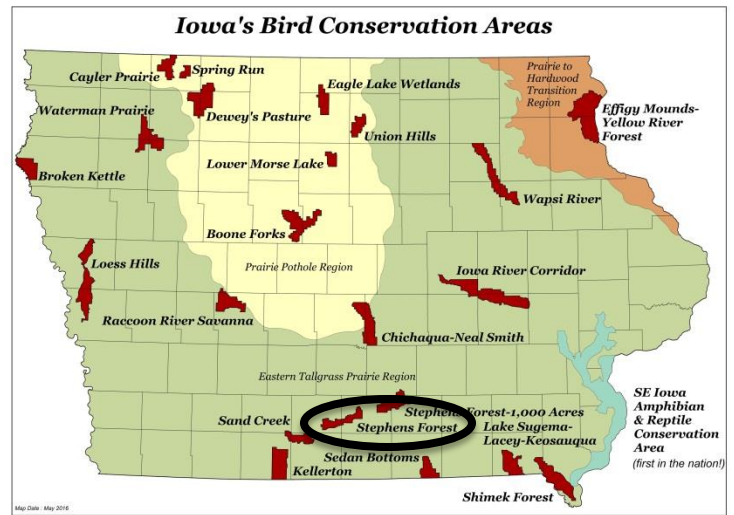 Iowa's Bird Conservation Areas
Cayler Prairie
Spring Run
Eagle Lake Wetlands
Prairie to
Hardwood
Transition
Region
Waterman Prairie
Dewey's Pasture
Union Hills
Effigy Mounds-
Yellow River
Forest
Lower Morse Lake
Broken Kettle
Wapsi River
Boone Forks
Loess Hills
Prairie Pothole Region
Iowa River Corridor
Raccoon River Savanna
Chichaqua-Neal Smith
Eastern Tallgrass Prairie Region
Sand Creek
Stephens Forest-1,000 Acres
Stephens Forest
Lake Sugema-
Lacey-Keosauqua
SE Iowa
Amphibian
& Reptile
Conservation
Area
(first in the nation!)
Sedan Bottoms
Kellerton
Shimek Forest
Map Date: May 2016